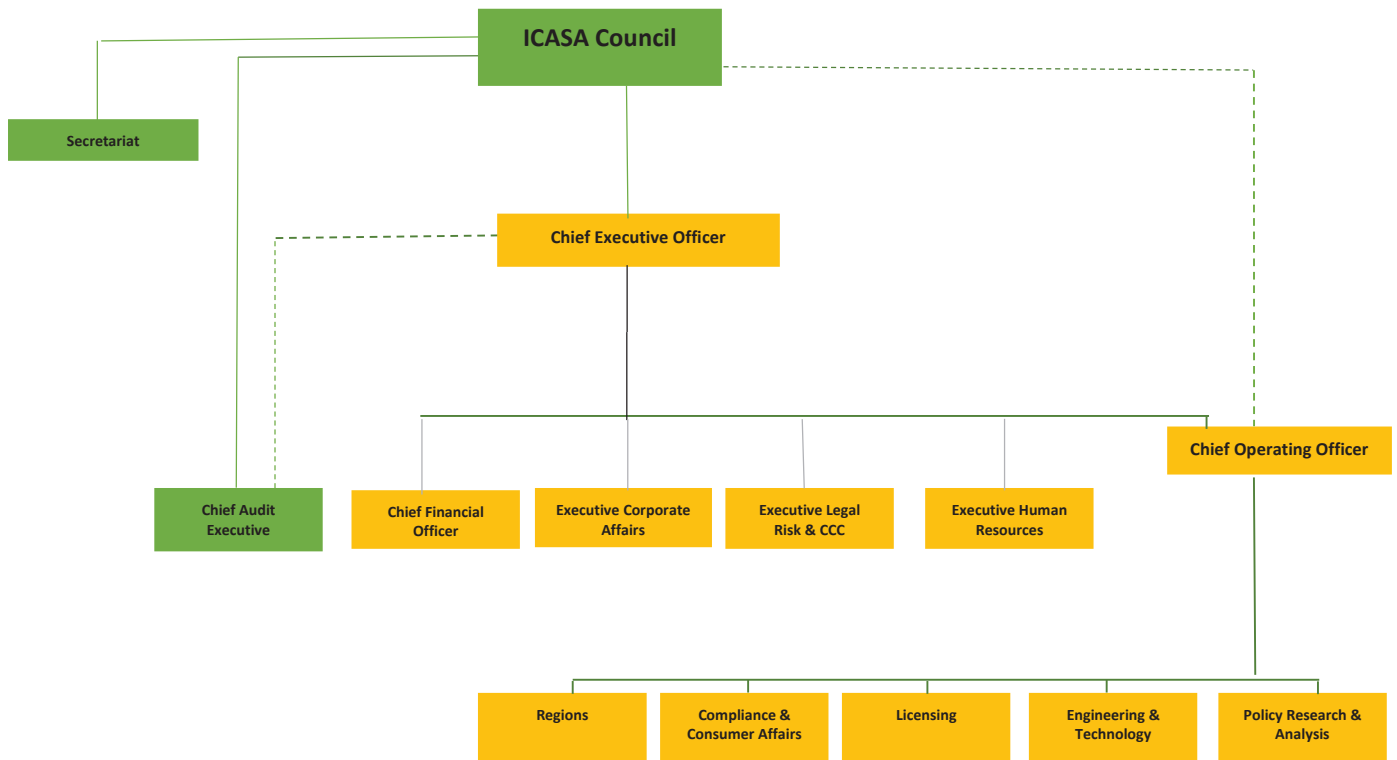 ICASA Council
Secretariat
Chief Executive Officer
Chief Operating Officer
Chief Audit
Executive
Chief Financial
Officer
Executive Corporate
Affairs
Executive Legal
Risk & CCC
Executive Human
Resources
Regions
Compliance &
Consumer Affairs
Licensing
Engineering &
Technology
Policy Research &
Analysis